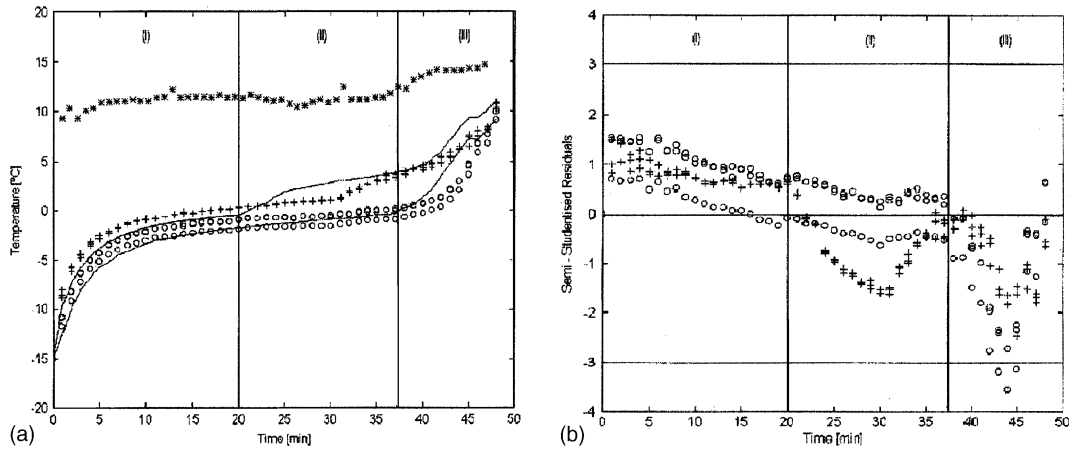 20
15
10
5
0
-5
-10
-15
-20
Temperature [ºC]
(I)
(II)
(III)
0 5 10 15 20 25 30 35 40 45 50
Time [min]
(a)
4
3
2
1
0
-1
-2
-3
-4
Semi-Studentised Residuals
(I)
(II)
(III)
0 5 10 15 20 25 30 35 40 45 50
Time [min]
(b)